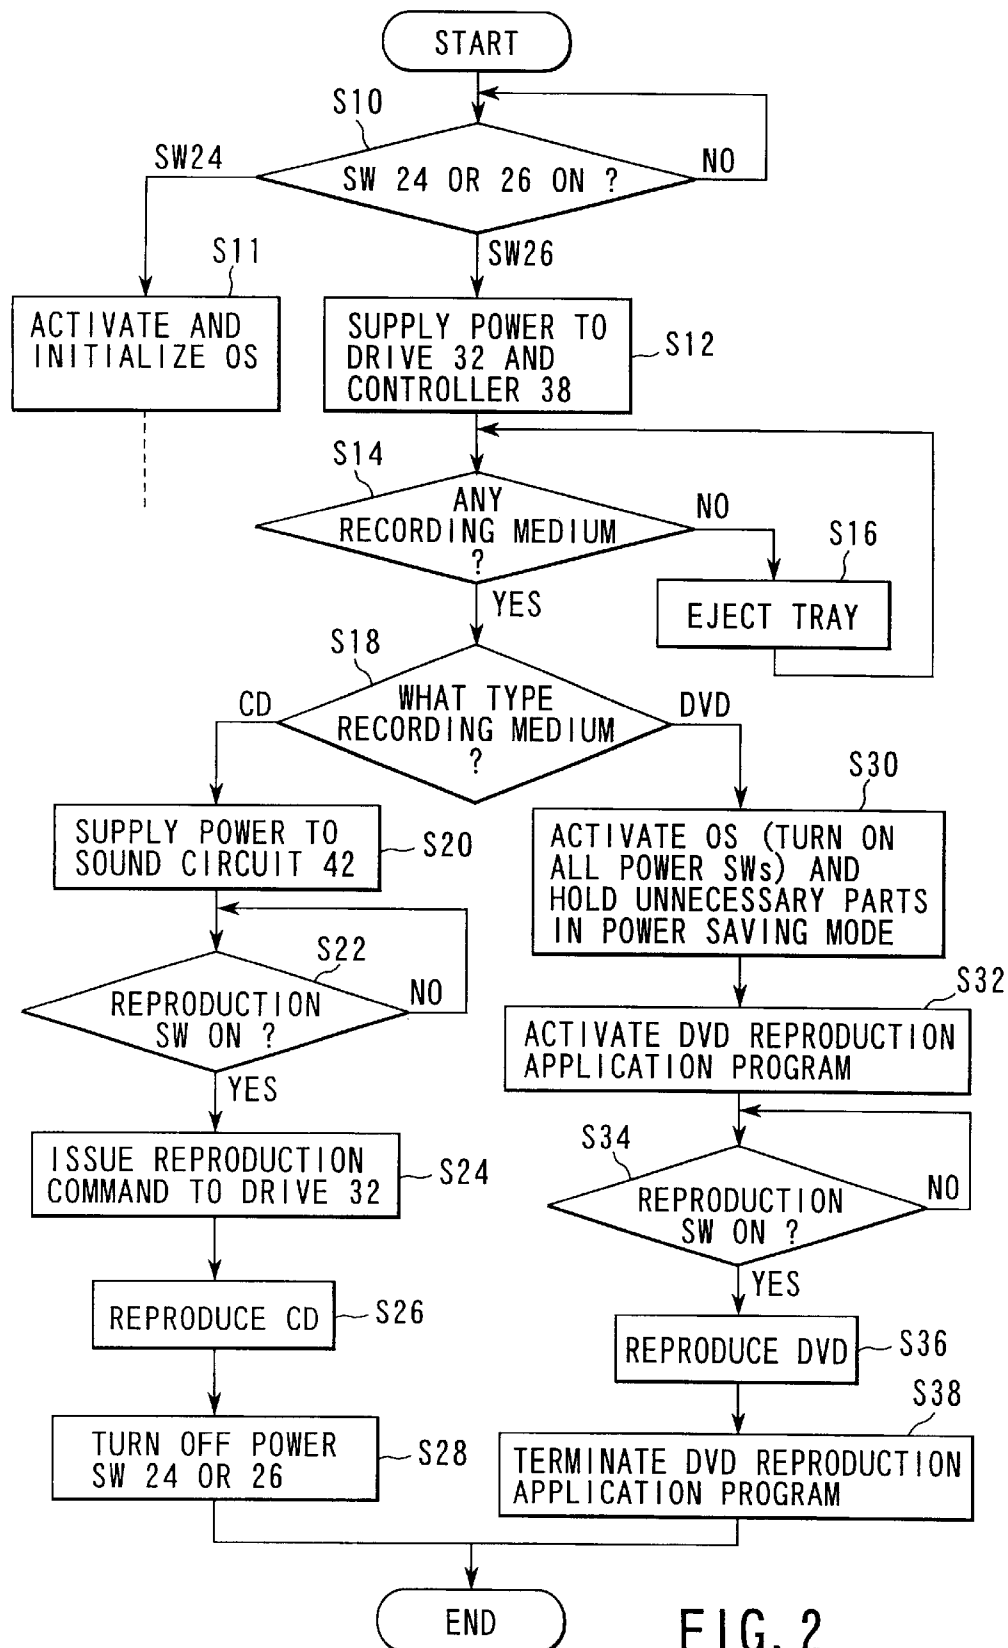 START
S10
SW24
SW 24 OR 26 ON ?
NO
SW26
S11
ACTIVATE AND
INITIALIZE OS
SUPPLY POWER TO
DRIVE 32 AND
CONTROLLER 38
S12
S14
ANY
RECORDING MEDIUM
?
NO
YES
S16
EJECT TRAY
S18
WHAT TYPE
RECORDING MEDIUM
?
CD
DVD
SUPPLY POWER TO
SOUND CIRCUIT 42
S20
S30
ACTIVATE OS (TURN ON
ALL POWER SWs) AND
HOLD UNNECESSARY PARTS
IN POWER SAVING MODE
S22
REPRODUCTION
SW ON ?
NO
YES
S32
ACTIVATE DVD REPRODUCTION
APPLICATION PROGRAM
ISSUE REPRODUCTION
COMMAND TO DRIVE 32
S24
S34
REPRODUCTION
SW ON ?
NO
YES
REPRODUCE CD
S26
REPRODUCE DVD
S36
TURN OFF POWER
SW 24 OR 26
S28
S38
TERMINATE DVD REPRODUCTION
APPLICATION PROGRAM
END
FIG. 2